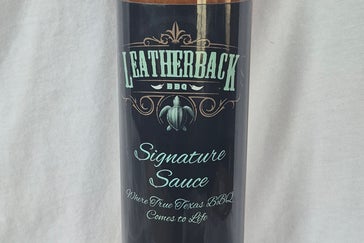 LEATHERBACK
BBQ
Signature
Sauce
Where True Texas BBQ
Comes to Life